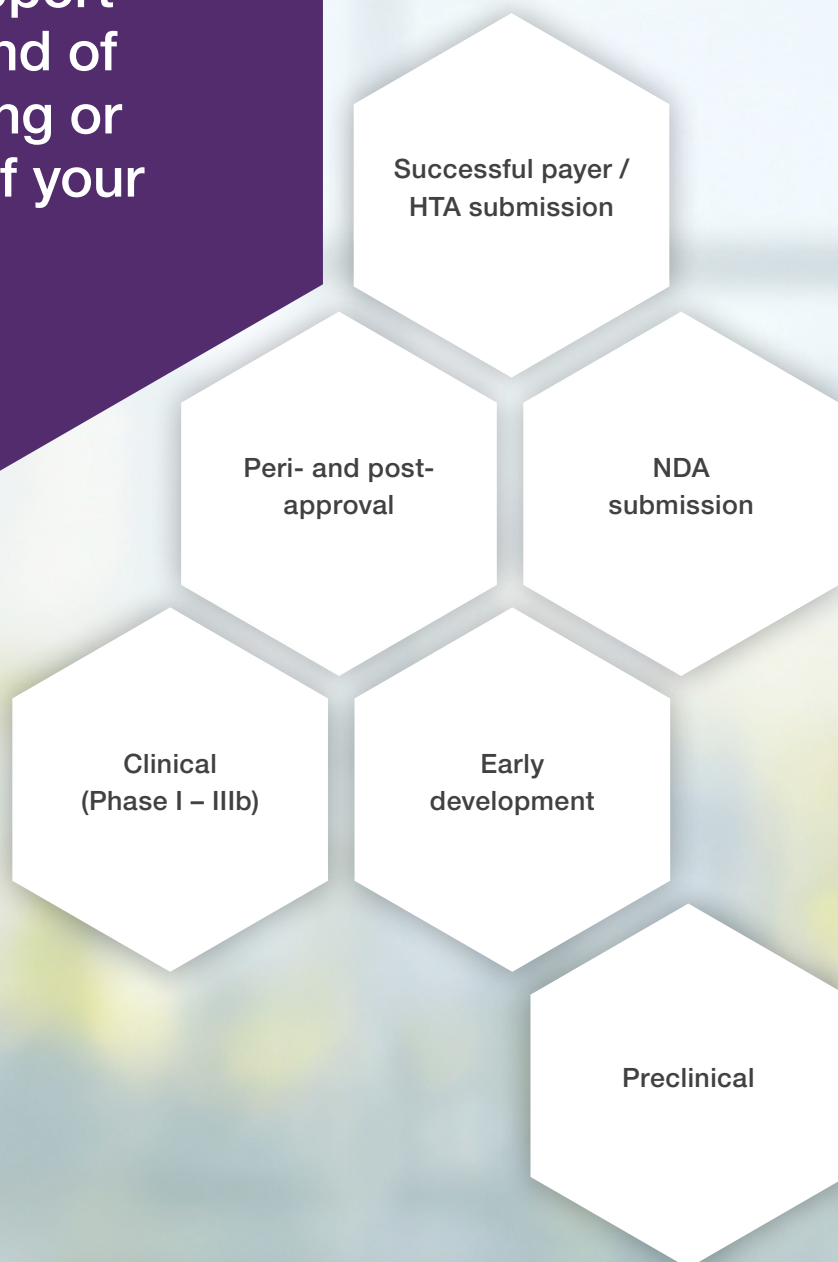 nd of
ng or
f your
Successful payer /
HTA submission
Peri- and post-
approval
NDA
submission
Clinical
(Phase I – IIIb)
Early
development
Preclinical